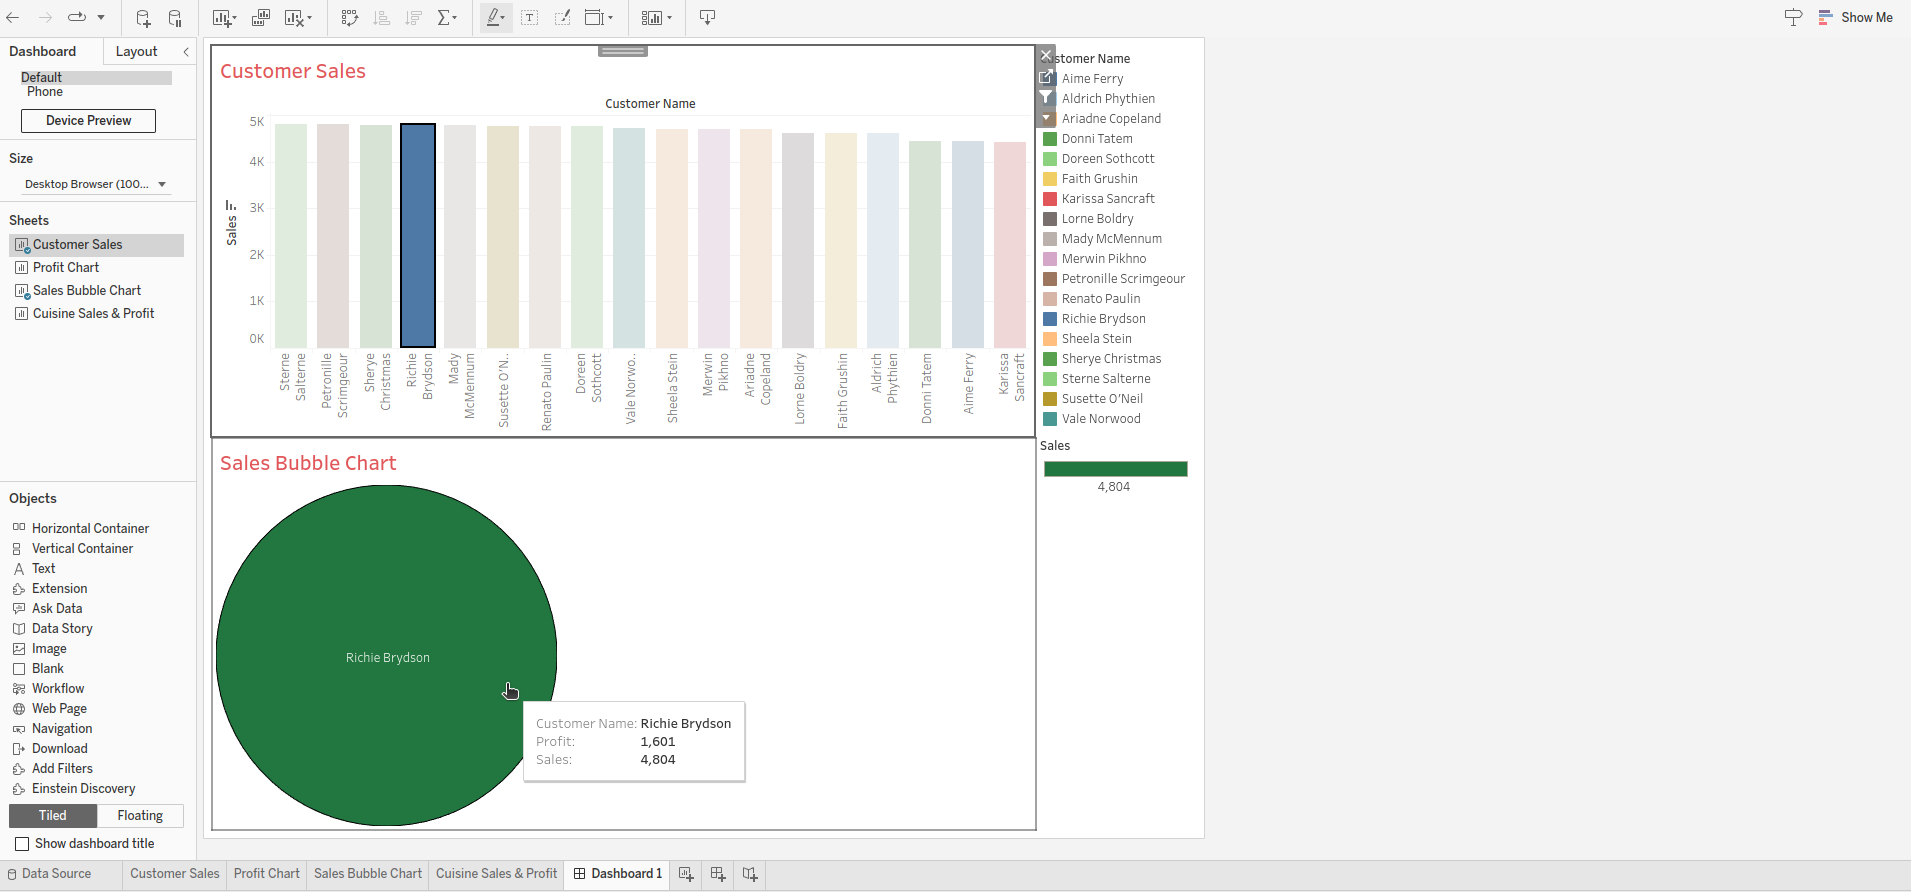 Show Me
Dashboard
Layout
Default
Phone
Device Preview
Size
Desktop Browser (100...
Sheets
Customer Sales
Profit Chart
Sales Bubble Chart
Cuisine Sales & Profit
Objects
Horizontal Container
Vertical Container
Text
Extension
Ask Data
Data Story
Image
Blank
Workflow
Web Page
Navigation
Download
Add Filters
Einstein Discovery
Tiled
Floating
Show dashboard title
Customer Sales
Customer Name
5K
4K
3K
2K
1K
0K
Sales
Sterne
Salterne
Petronille
Scrimgeour
Sherye
Christmas
Richie
Brydson
Mady
McMennum
Susette O'N..
Renato Paulin
Doreen
Sothcott
Vale Norwo..
Sheela Stein
Merwin
Pikhno
Ariadne
Copeland
Lorne Boldry
Faith Grushin
Aldrich
Phythien
Donni Tatem
Aime Ferry
Karissa
Sancraft
Sales Bubble Chart
Richie Brydson
Customer Name: Richie Brydson
Profit: 1,601
Sales: 4,804
Name
Aime Ferry
Aldrich Phythien
Ariadne Copeland
Donni Tatem
Doreen Sothcott
Faith Grushin
Karissa Sancraft
Lorne Boldry
Mady McMennum
Merwin Pikhno
Petronille Scrimgeour
Renato Paulin
Richie Brydson
Sheela Stein
Sherye Christmas
Sterne Salterne
Susette O'Neil
Vale Norwood
Sales
4,804
Data Source
Customer Sales
Profit Chart
Sales Bubble Chart
Cuisine Sales & Profit
Dashboard 1